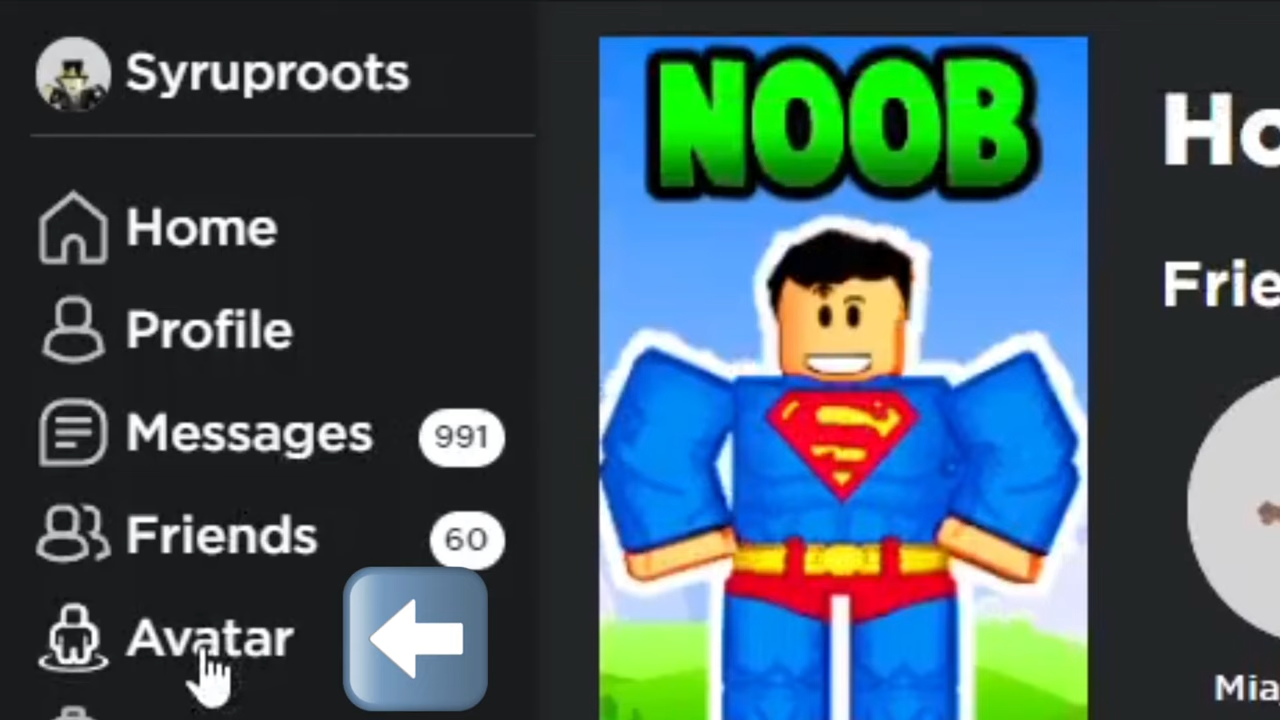 Syruproots
Home
Profile
Messages 991
Friends 60
Avatar
NOOB
Ho
Frie
Mia